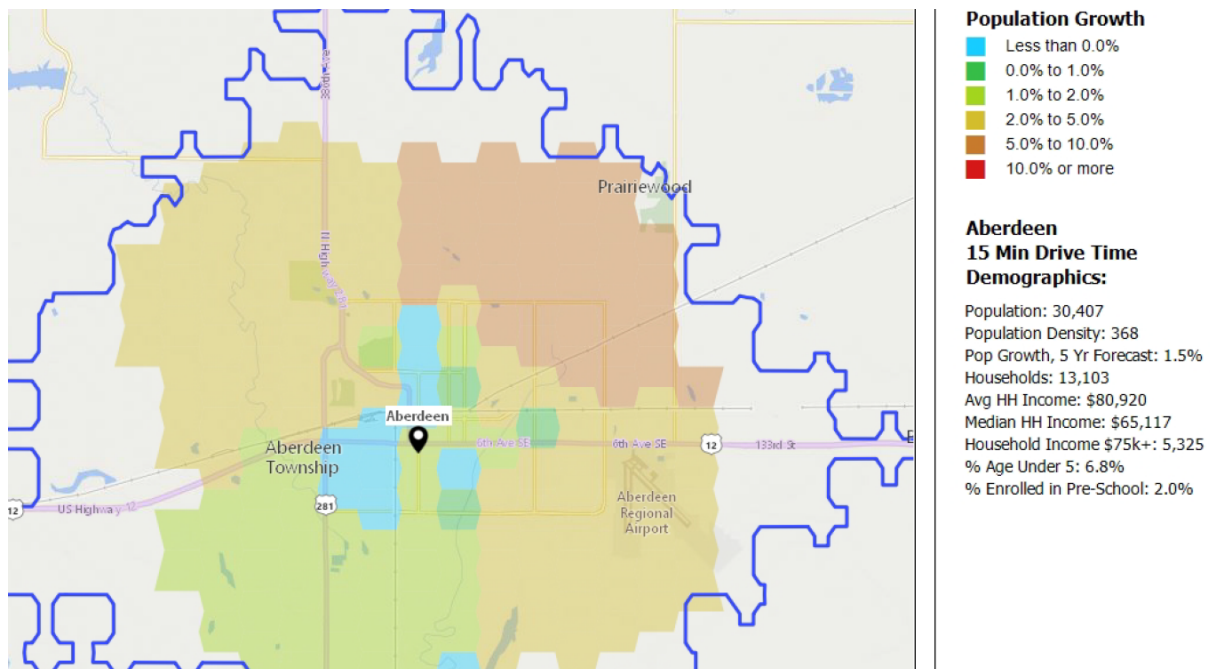 Population Growth
Less than 0.0%
0.0% to 1.0%
1.0% to 2.0%
2.0% to 5.0%
5.0% to 10.0%
10.0% or more
Aberdeen
15 Min Drive Time
Demographics:
Population: 30,407
Population Density: 368
Pop Growth, 5 Yr Forecast: 1.5%
Households: 13,103
Avg HH Income: $80,920
Median HH Income: $65,117
Household Income $75k+: 5,325
% Age Under 5: 6.8%
% Enrolled in Pre-School: 2.0%
386th Ave
Prairiewood
N Highway 281
Aberdeen
6th Ave SE
6th Ave SE
12
133rd St
Aberdeen
Township
Aberdeen
Regional
Airport
281
12
US Highway 12